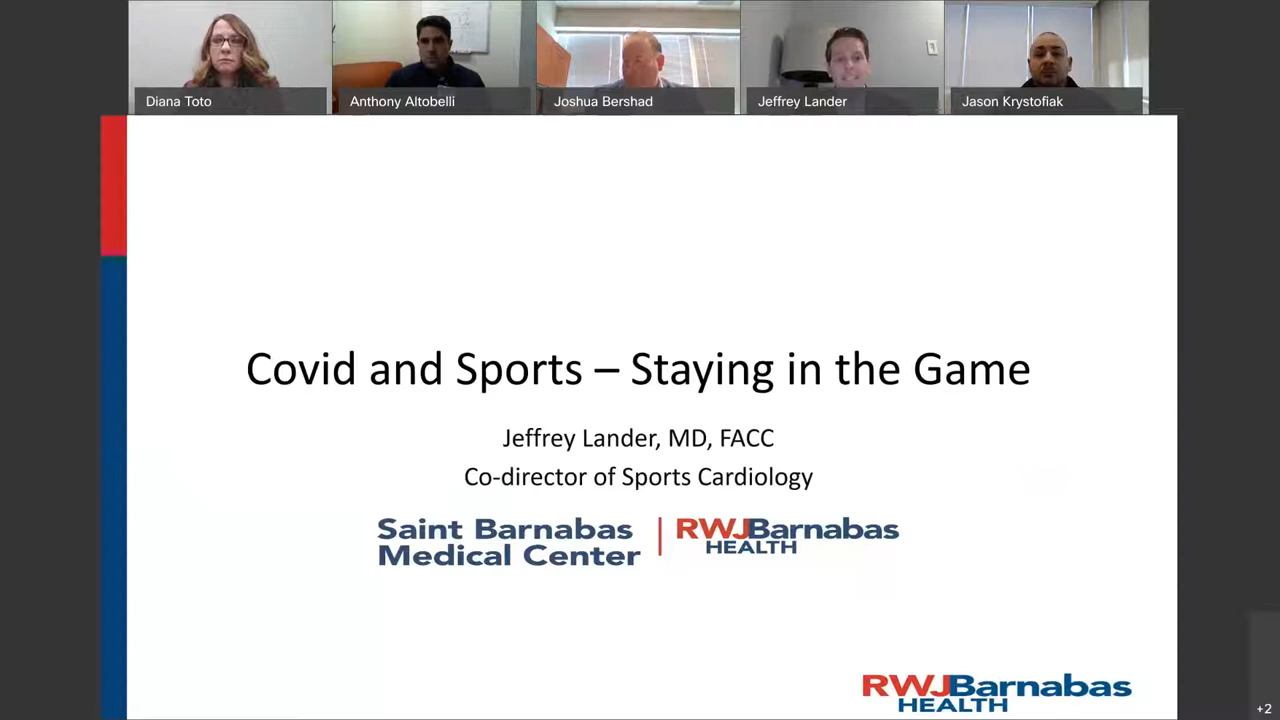 Diana Toto
Anthony Altobelli
Joshua Bershad
Jeffrey Lander
Jason Krystofiak
Covid and Sports – Staying in the Game
Jeffrey Lander, MD, FACC
Co-director of Sports Cardiology
Saint Barnabas
Medical Center
RWJBarnabas
HEALTH
RWJBarnabas
HEALTH
+2